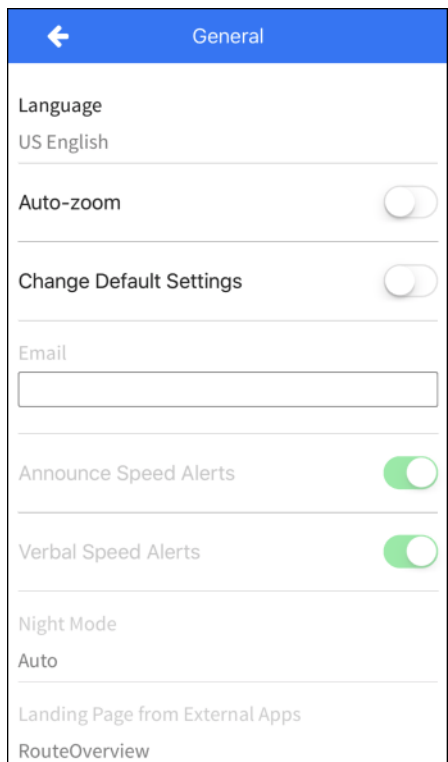 General
Language
US English
Auto-zoom
Change Default Settings
Email
Announce Speed Alerts
Verbal Speed Alerts
Night Mode
Auto
Landing Page from External Apps
RouteOverview